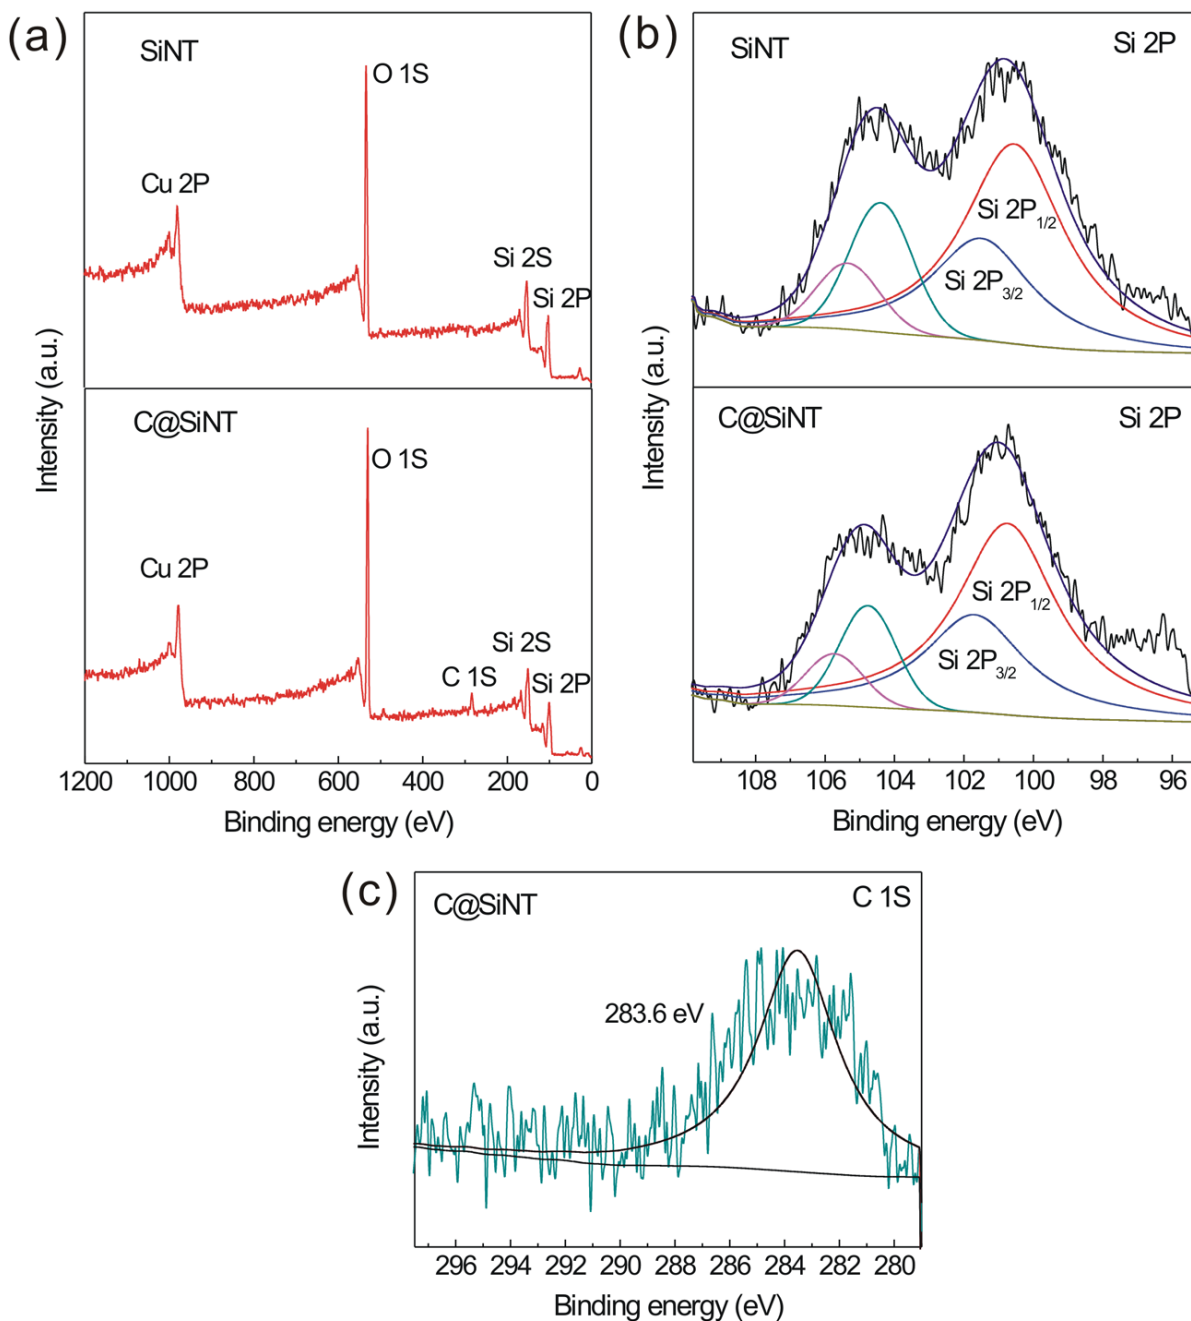 (a)
SiNT
O 1S
Cu 2P
Si 2S
Si 2P
Intensity (a.u.)
C@SiNT
O 1S
Cu 2P
C 1S
Si 2S
Si 2P
1200 1000 800 600 400 200 0
Binding energy (eV)
(b)
SiNT
Si 2P
Si 2P1/2
Si 2P3/2
Intensity (a.u.)
C@SiNT
Si 2P
Si 2P1/2
Si 2P3/2
108 106 104 102 100 98 96
Binding energy (eV)
(c)
C@SiNT
C 1S
283.6 eV
Intensity (a.u.)
296 294 292 290 288 286 284 282 280
Binding energy (eV)